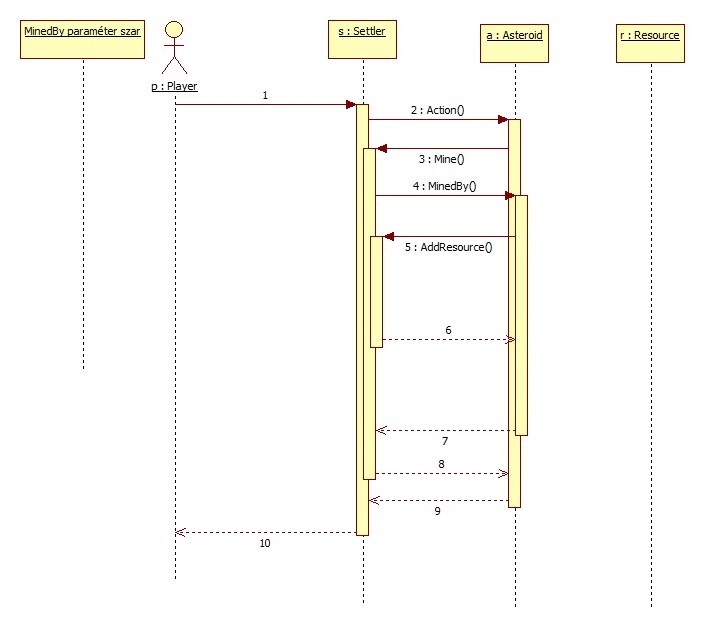 MinedBy paraméter szar
s : Settler
a : Asteroid
r : Resource
p : Player
1
2 : Action()
3 : Mine()
4 : MinedBy()
5 : AddResource()
6
7
8
9
10